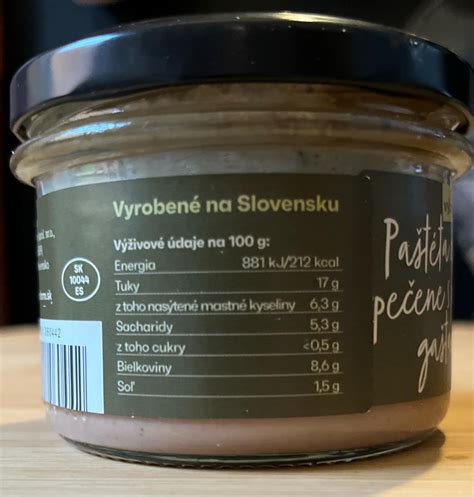 Vyrobené na Slovensku
Výživové údaje na 100 g:
Energia 881 kJ/212 kcal
Tuky 17 g
z toho nasýtené mastné kyseliny 6,3 g
Sacharidy 5,3 g
z toho cukry <0,5 g
Bielkoviny 8,6 g
Soľ 1,5 g
SK
10044
ES
pečene